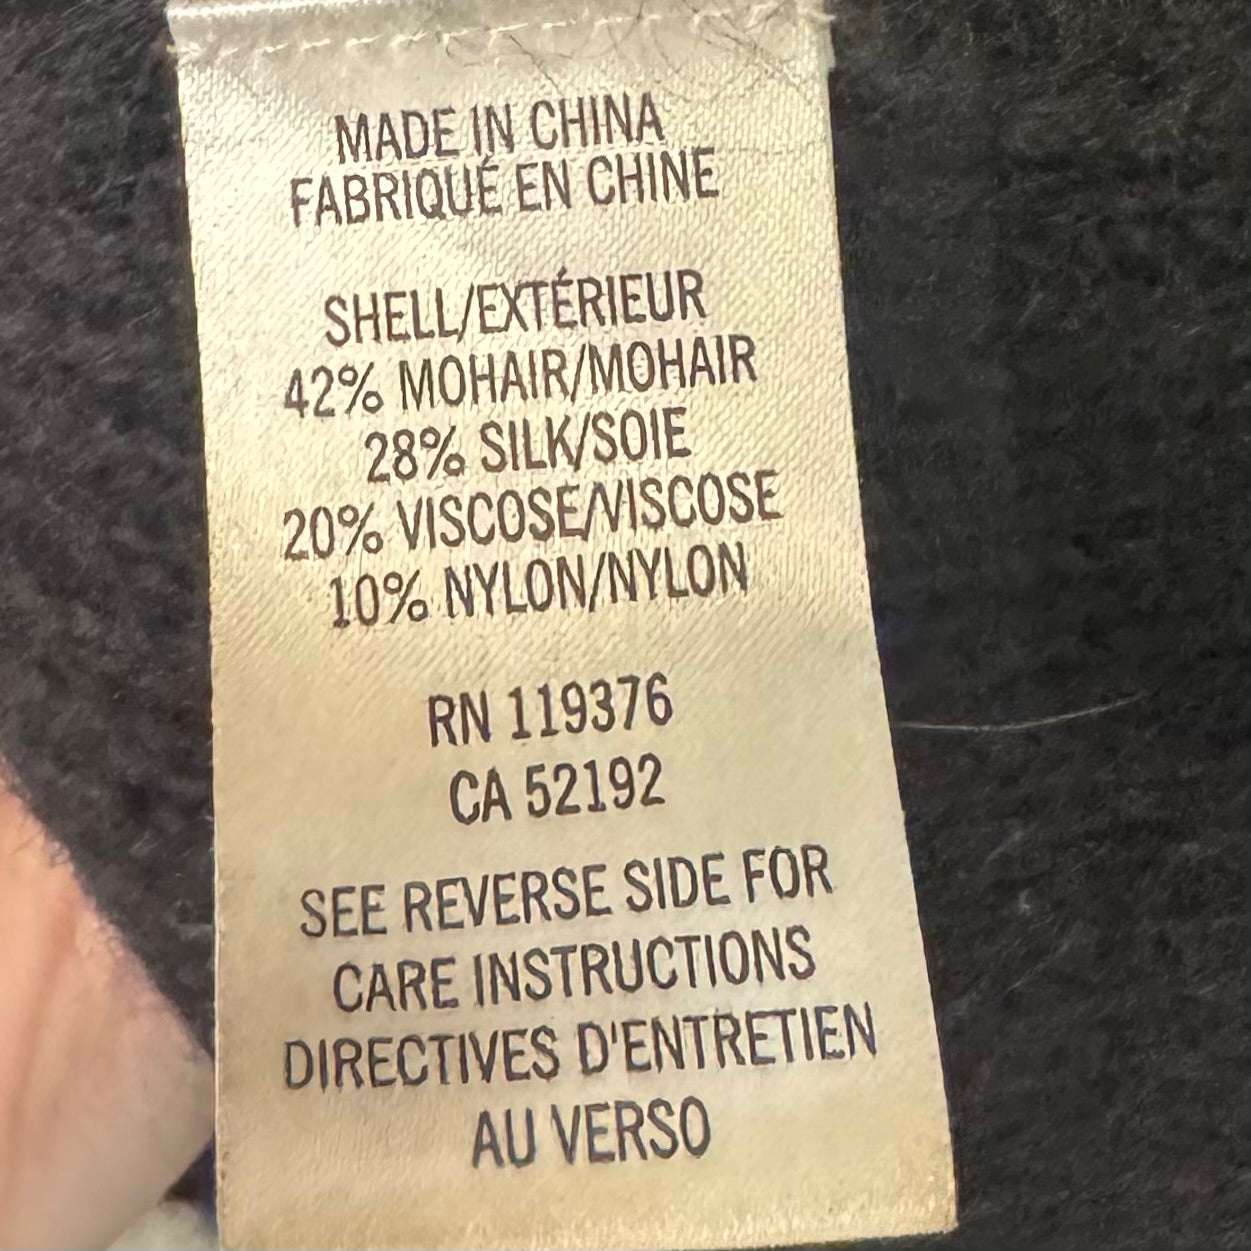 MADE IN CHINA
FABRIQUÉ EN CHINE
SHELL/EXTÉRIEUR
42% MOHAIR/MOHAIR
28% SILK/SOIE
20% VISCOSE/VISCOSE
10% NYLON/NYLON
RN 119376
CA 52192
SEE REVERSE SIDE FOR
CARE INSTRUCTIONS
DIRECTIVES D'ENTRETIEN
AU VERSO